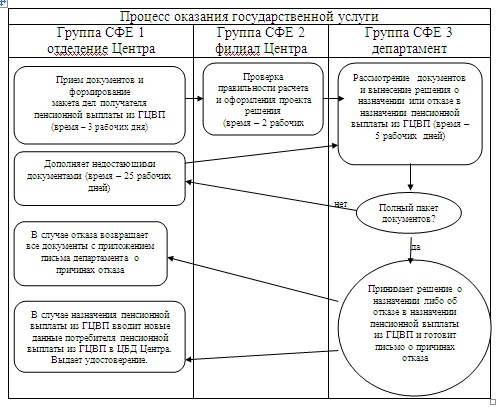 Процесс оказания государственной услуги
Группа СФЕ 1
отделение Центра
Группа СФЕ 2
филиал Центра
Группа СФЕ 3
департамент
Прием документов и
формирование
макета дел получателя
пенсионной выплаты из ГЦВП
(время – 3 рабочих дня)
Проверка
правильности расчета
и оформления проекта
решения
(время – 2 рабочих
Рассмотрение документов
и вынесение решения о
назначении или отказе в
назначении пенсионной
выплаты из ГЦВП (время –
5 рабочих дней)
Дополняет недостающими
документами (время – 25 рабочих
дней)
нет
Полный пакет
документов?
да
В случае отказа возвращает
все документы с приложением
письма департамента о
причинах отказа
Принимает решение о
назначении либо об
отказе в назначении
пенсионной выплаты
из ГЦВП и готовит
письмо о причинах
отказа
В случае назначения пенсионной
выплаты из ГЦВП вводит новые
данные потребителя пенсионной
выплаты из ГЦВП в ЦБД Центра.
Выдает удостоверение.